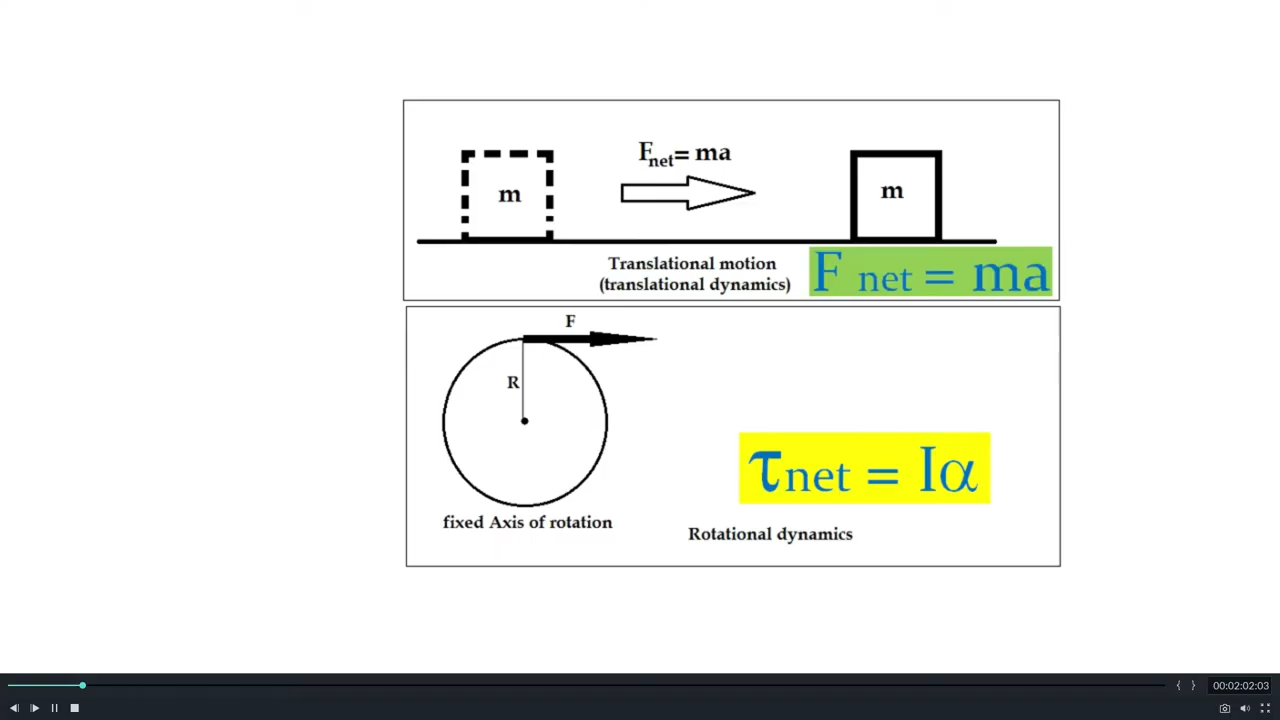 F net = ma
m
m
Translational motion
(translational dynamics)
F net = ma
F
R
τnet = Iα
fixed Axis of rotation
Rotational dynamics
{ }
00:02:02:03